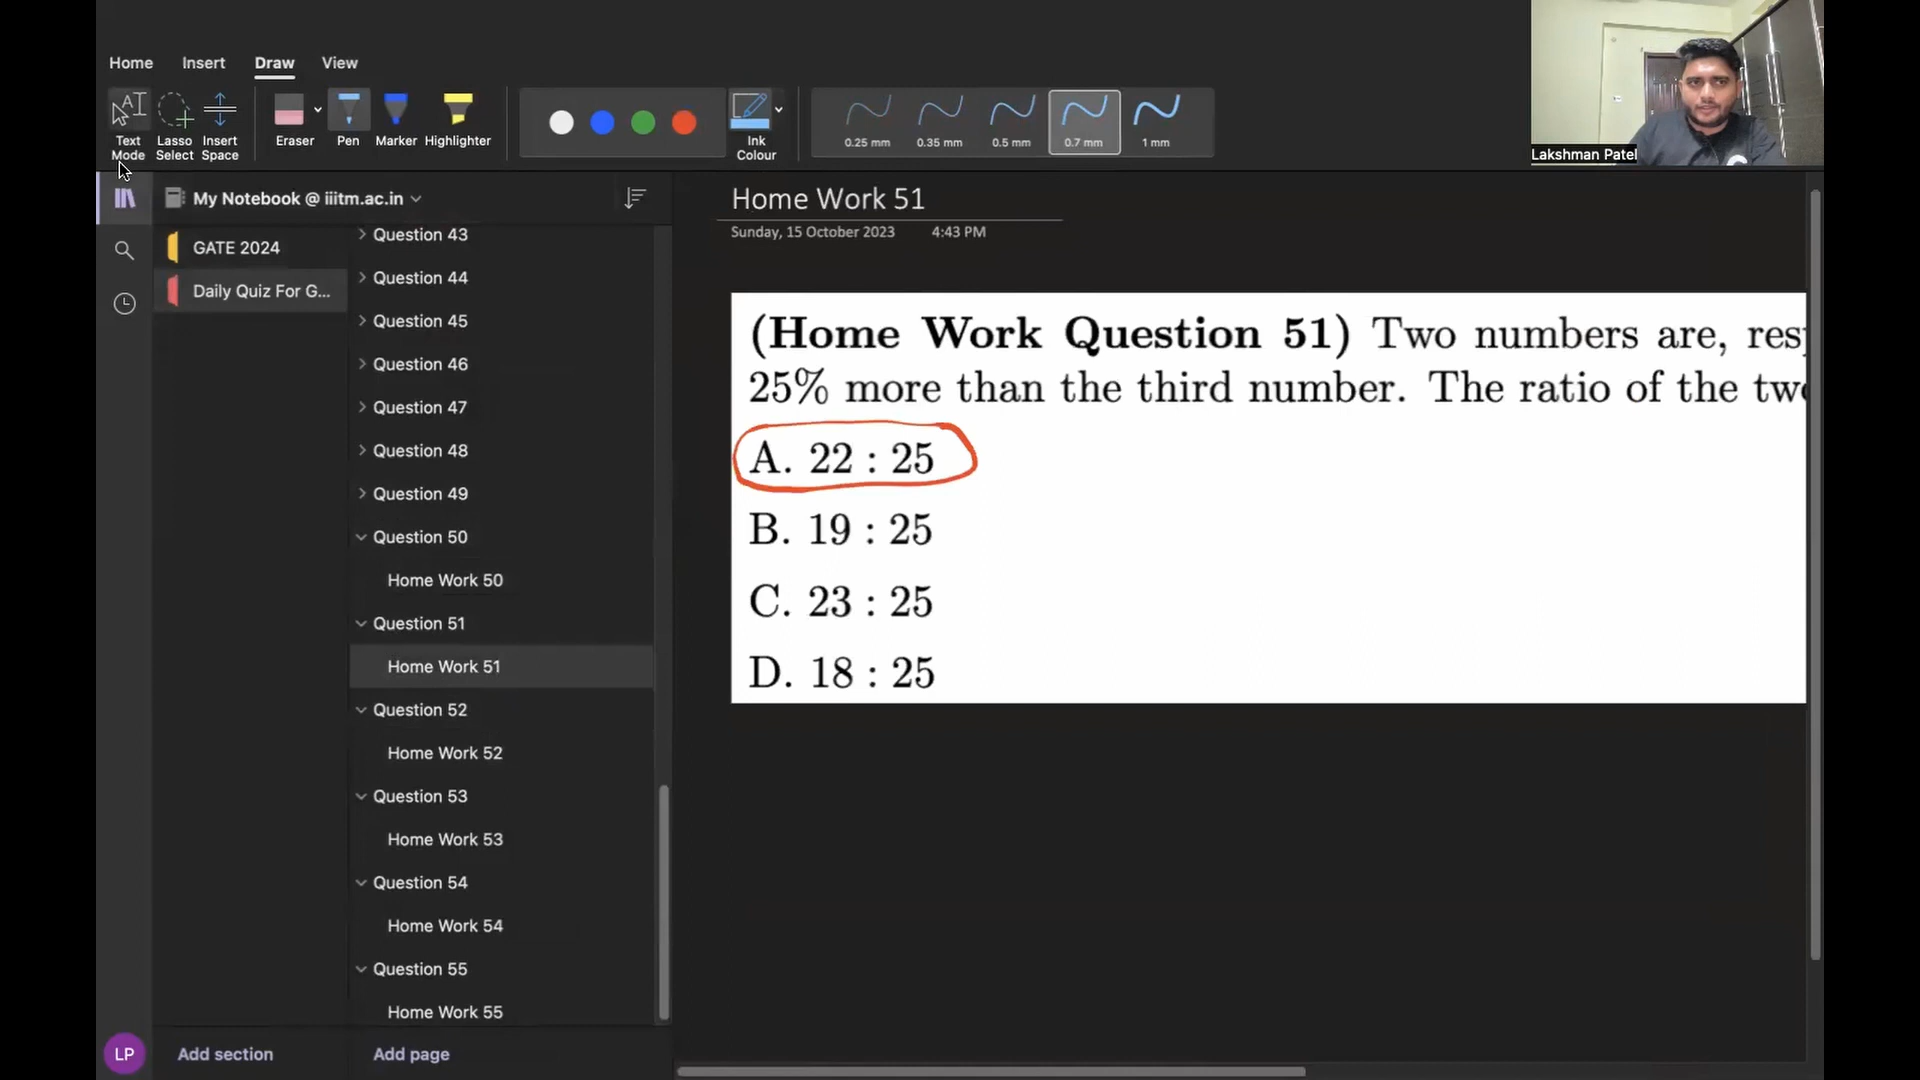 Home Insert Draw View
Text Mode
Lasso Select
Insert Space
Eraser
Pen
Marker
Highlighter
Ink Colour
0.25 mm
0.35 mm
0.5 mm
0.7 mm
1 mm
Lakshman Patel
My Notebook @ iiitm.ac.in
GATE 2024
Daily Quiz For G...
Question 43
Question 44
Question 45
Question 46
Question 47
Question 48
Question 49
Question 50
Home Work 50
Question 51
Home Work 51
Question 52
Home Work 52
Question 53
Home Work 53
Question 54
Home Work 54
Question 55
Home Work 55
LP
Add section
Add page
Home Work 51
Sunday, 15 October 2023 4:43 PM
(Home Work Question 51) Two numbers are,
25% more than the third number. The ratio of the
A. 22 : 25
B. 19 : 25
C. 23 : 25
D. 18 : 25